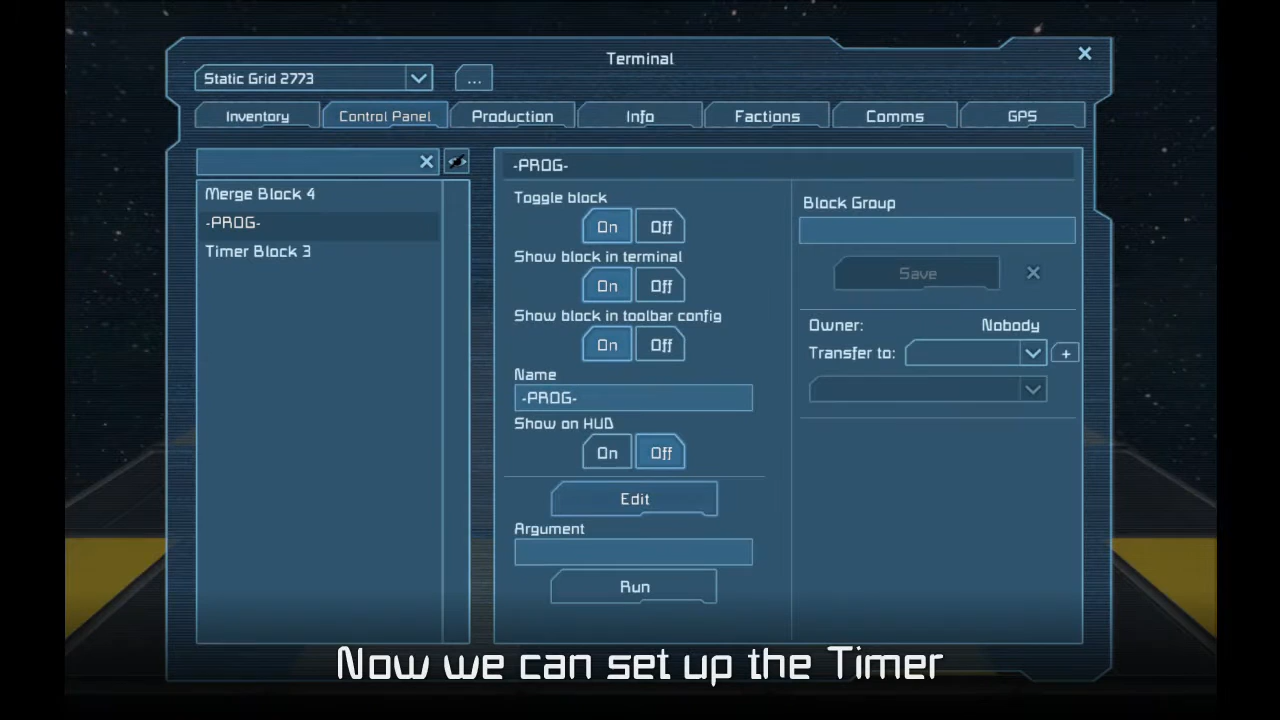 Terminal
Static Grid 2773
...
Inventory
Control Panel
Production
Info
Factions
Comms
GPS
Merge Block 4
-PROG-
Timer Block 3
-PROG-
Toggle block
On Off
Show block in terminal
On Off
Show block in toolbar config
On Off
Name
-PROG-
Show on HUD
On Off
Edit
Argument
Run
Block Group
Save
Owner: Nobody
Transfer to:
+
Now we can set up the Timer